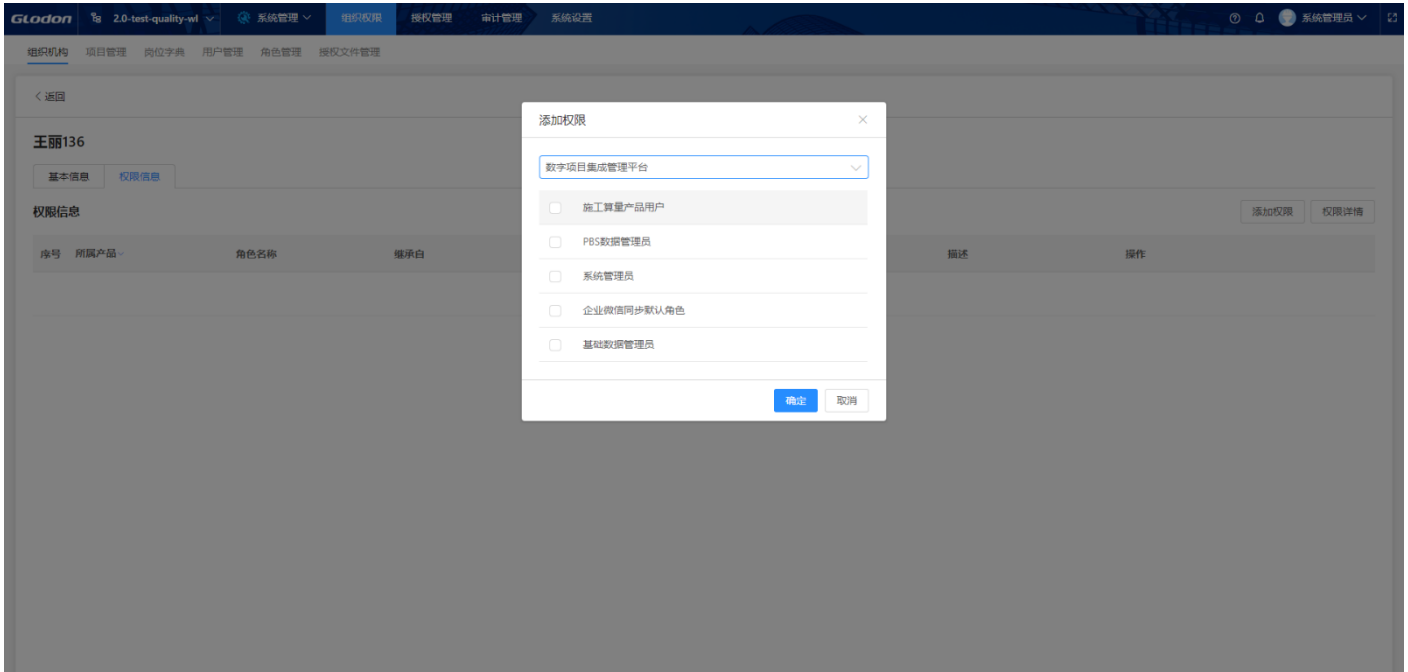 GLODON 2.0-test-quality-wl 系统管理 组织权限 授权管理 审计管理 系统设置 系统管理员
组织机构 项目管理 岗位字典 用户管理 角色管理 授权文件管理
返回
添加权限
王丽136
数字项目集成管理平台
基本信息 权限信息
权限信息
施工算量产品用户
添加权限 权限详情
PBS数据管理员
序号 所属产品 角色名称 继承自 描述 操作
系统管理员
企业微信同步默认角色
基础数据管理员
确定 取消